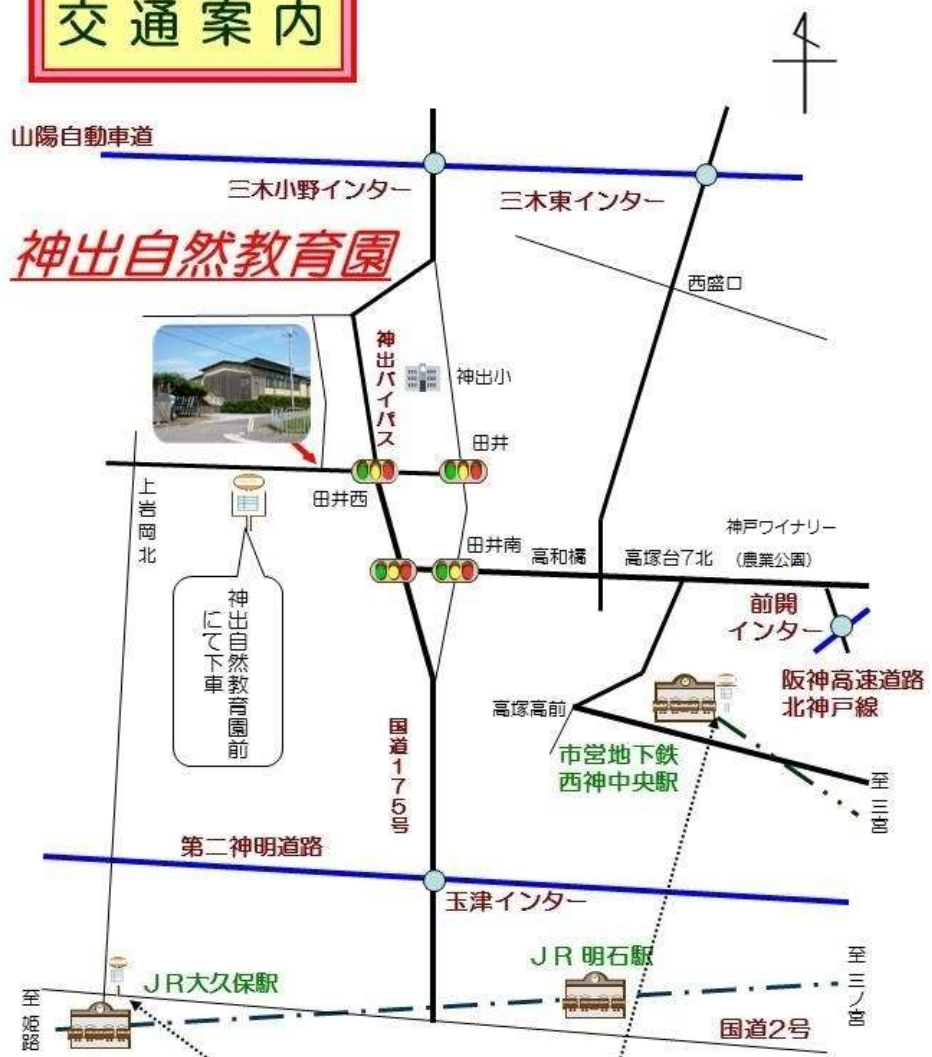 交通案内
山陽自動車道
三木小野インター
三木東インター
神出自然教育園
西盛口
神出バイパス
神出小
田井
田井西
上岩岡北
田井南
高和橋
高塚台7北
神戸ワイナリー
(農業公園)
神出自然教育園前
にて下車
前開
インター
阪神高速道路
北神戸線
高塚高前
国道175号
市営地下鉄
西神中央駅
至 三宮
第二神明道路
玉津インター
JR大久保駅
JR 明石駅
至 三ノ宮
至 姫路
国道2号